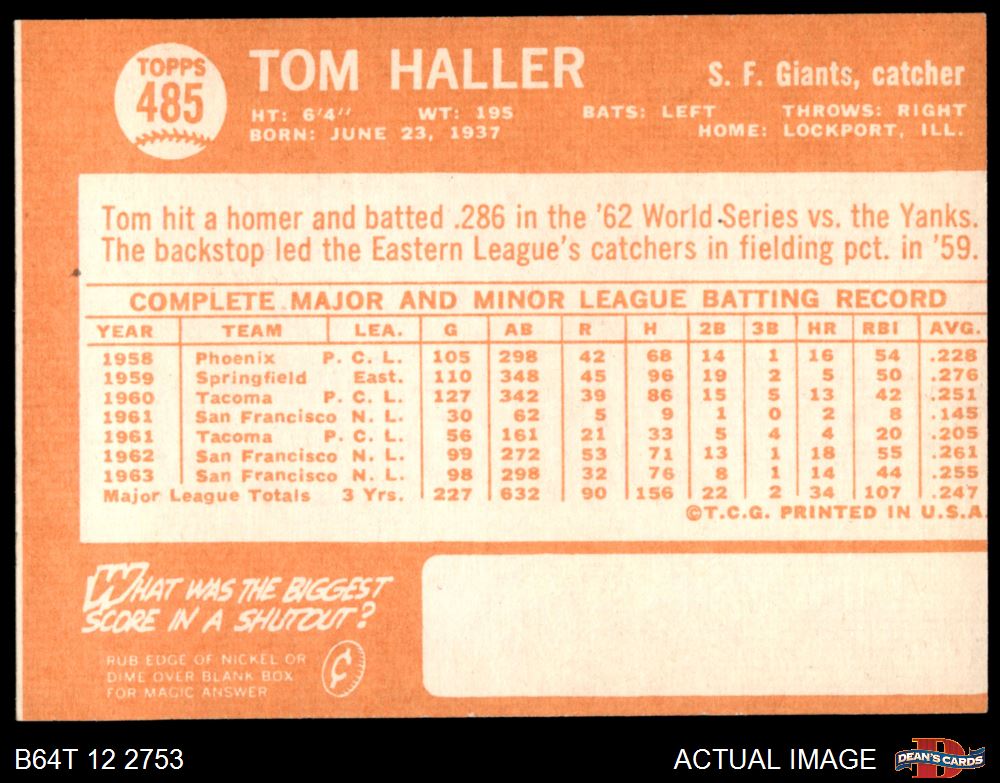 TOPPS
485
TOM HALLER
S. F. Giants, catcher
HT: 6'4" WT: 195 BATS: LEFT THROWS: RIGHT
BORN: JUNE 23, 1937 HOME: LOCKPORT, ILL.
Tom hit a homer and batted .286 in the '62 World Series vs. the Yanks.
The backstop led the Eastern League's catchers in fielding pct. in '59.
COMPLETE MAJOR AND MINOR LEAGUE BATTING RECORD
YEAR TEAM LEA. G AB R H 2B 3B HR RBI AVG.
1958 Phoenix P. C. L. 105 298 42 68 14 1 16 54 .228
1959 Springfield East. 110 348 45 96 19 2 5 50 .276
1960 Tacoma P. C. L. 127 342 39 86 15 5 13 42 .251
1961 San Francisco N. L. 30 62 5 9 1 0 2 8 .145
1961 Tacoma P. C. L. 56 161 21 33 5 4 4 20 .205
1962 San Francisco N. L. 99 272 53 71 13 1 18 55 .261
1963 San Francisco N. L. 98 298 32 76 8 1 14 44 .255
Major League Totals 3 Yrs. 227 632 90 156 22 2 34 107 .247
©T.C.G. PRINTED IN U.S.A.
WHAT WAS THE BIGGEST
SCORE IN A SHUTOUT?
RUB EDGE OF NICKEL OR
DIME OVER BLANK BOX
FOR MAGIC ANSWER
¢
B64T 12 2753
ACTUAL IMAGE
D
DEAN'S CARDS